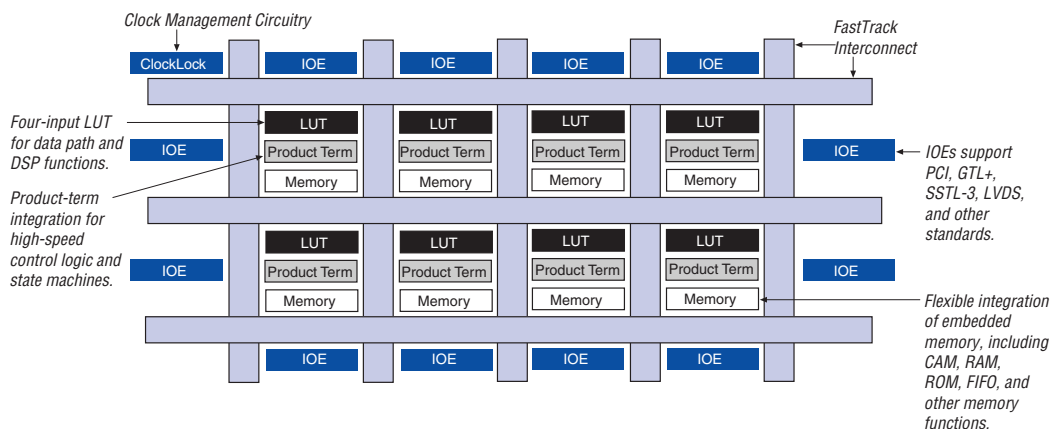 Clock Management Circuitry
FastTrack
Interconnect
ClockLock
IOE
IOE
IOE
IOE
Four-input LUT
for data path and
DSP functions.
LUT
LUT
LUT
LUT
IOE
Product Term
Product Term
Product Term
Product Term
IOE
Memory
Memory
Memory
Memory
IOEs support
PCI, GTL+,
SSTL-3, LVDS,
and other
standards.
Product-term
integration for
high-speed
control logic and
state machines.
LUT
LUT
LUT
LUT
IOE
Product Term
Product Term
Product Term
Product Term
IOE
Memory
Memory
Memory
Memory
Flexible integration
of embedded
memory, including
CAM, RAM,
ROM, FIFO, and
other memory
functions.
IOE
IOE
IOE
IOE